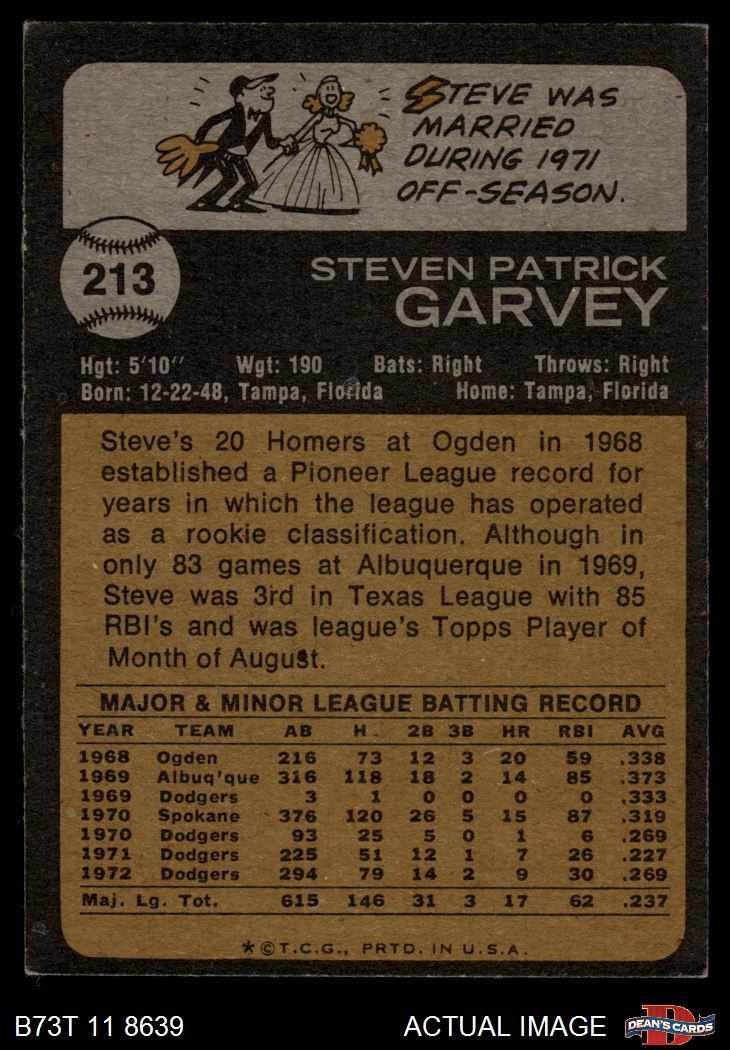 STEVE WAS
MARRIED
DURING 1971
OFF-SEASON.
213
STEVEN PATRICK
GARVEY
Hgt: 5'10" Wgt: 190 Bats: Right Throws: Right
Born: 12-22-48, Tampa, Florida Home: Tampa, Florida
Steve's 20 Homers at Ogden in 1968
established a Pioneer League record for
years in which the league has operated
as a rookie classification. Although in
only 83 games at Albuquerque in 1969,
Steve was 3rd in Texas League with 85
RBI's and was league's Topps Player of
Month of August.
MAJOR & MINOR LEAGUE BATTING RECORD
YEAR TEAM AB H 2B 3B HR RBI AVG
1968 Ogden 216 73 12 3 20 59 .338
1969 Albuq'que 316 118 18 2 14 85 .373
1969 Dodgers 3 1 0 0 0 0 .333
1970 Spokane 376 120 26 5 15 87 .319
1970 Dodgers 93 25 5 0 1 6 .269
1971 Dodgers 225 51 12 1 7 26 .227
1972 Dodgers 294 79 14 2 9 30 .269
Maj. Lg. Tot. 615 146 31 3 17 62 .237
*©T.C.G., PRTD. IN U.S.A.
B73T 11 8639 ACTUAL IMAGE
D
DEAN'S CARDS